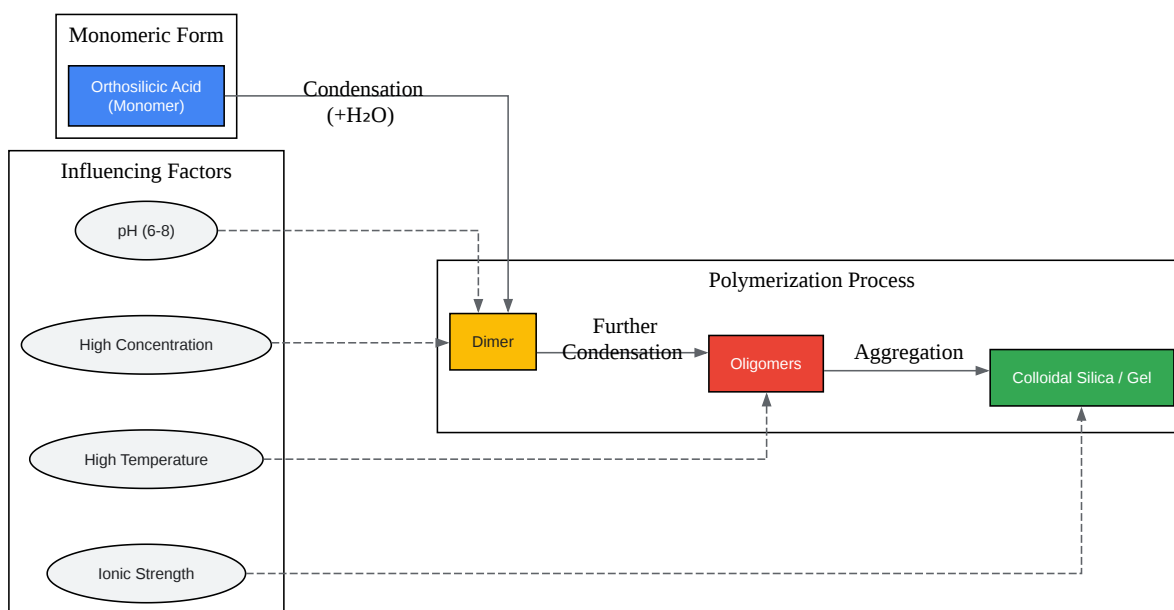 Monomeric Form
Orthosilicic Acid
(Monomer)
Condensation
(+H₂O)
Influencing Factors
pH (6-8)
High Concentration
High Temperature
Ionic Strength
Polymerization Process
Dimer
Further
Condensation
Oligomers
Aggregation
Colloidal Silica / Gel